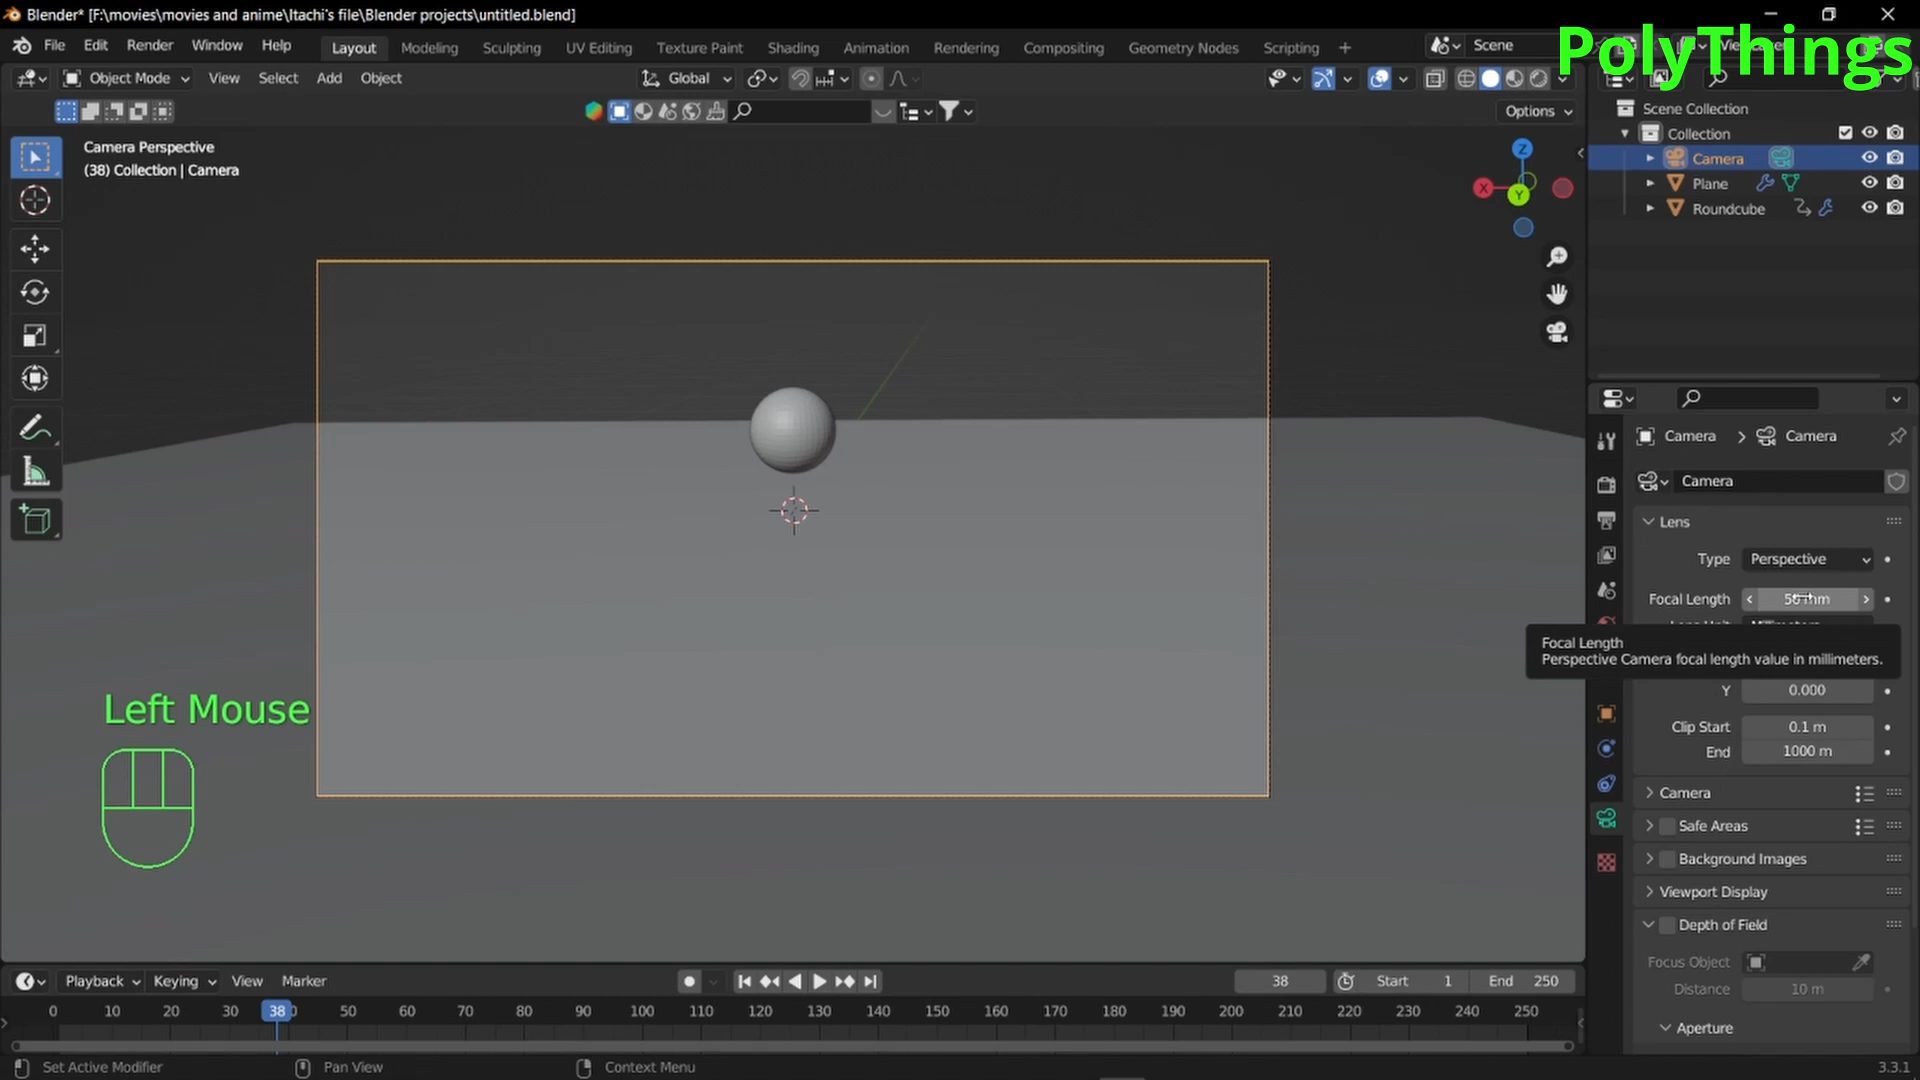 Blender* [F:\movies\movies and anime\Itachi's file\Blender projects\untitled.blend]
PolyThings
File Edit Render Window Help Layout Modeling Sculpting UV Editing Texture Paint Shading Animation Rendering Compositing Geometry Nodes Scripting + Scene
Object Mode View Select Add Object Global
Options
Camera Perspective
(38) Collection | Camera
Z
X
Y
Scene Collection
Collection
Camera
Plane
Roundcube
Camera > Camera
Camera
Lens
Type Perspective
Focal Length
Focal Length
Perspective Camera focal length value in millimeters.
Y 0.000
Clip Start 0.1 m
End 1000 m
Camera
Safe Areas
Background Images
Viewport Display
Depth of Field
Focus Object
Distance 10 m
Aperture
Left Mouse
Playback Keying View Marker 38 Start 1 End 250
0 10 20 30 38 50 60 70 80 90 100 110 120 130 140 150 160 170 180 190 200 210 220 230 240 250
Set Active Modifier Pan View Context Menu 3.3.1